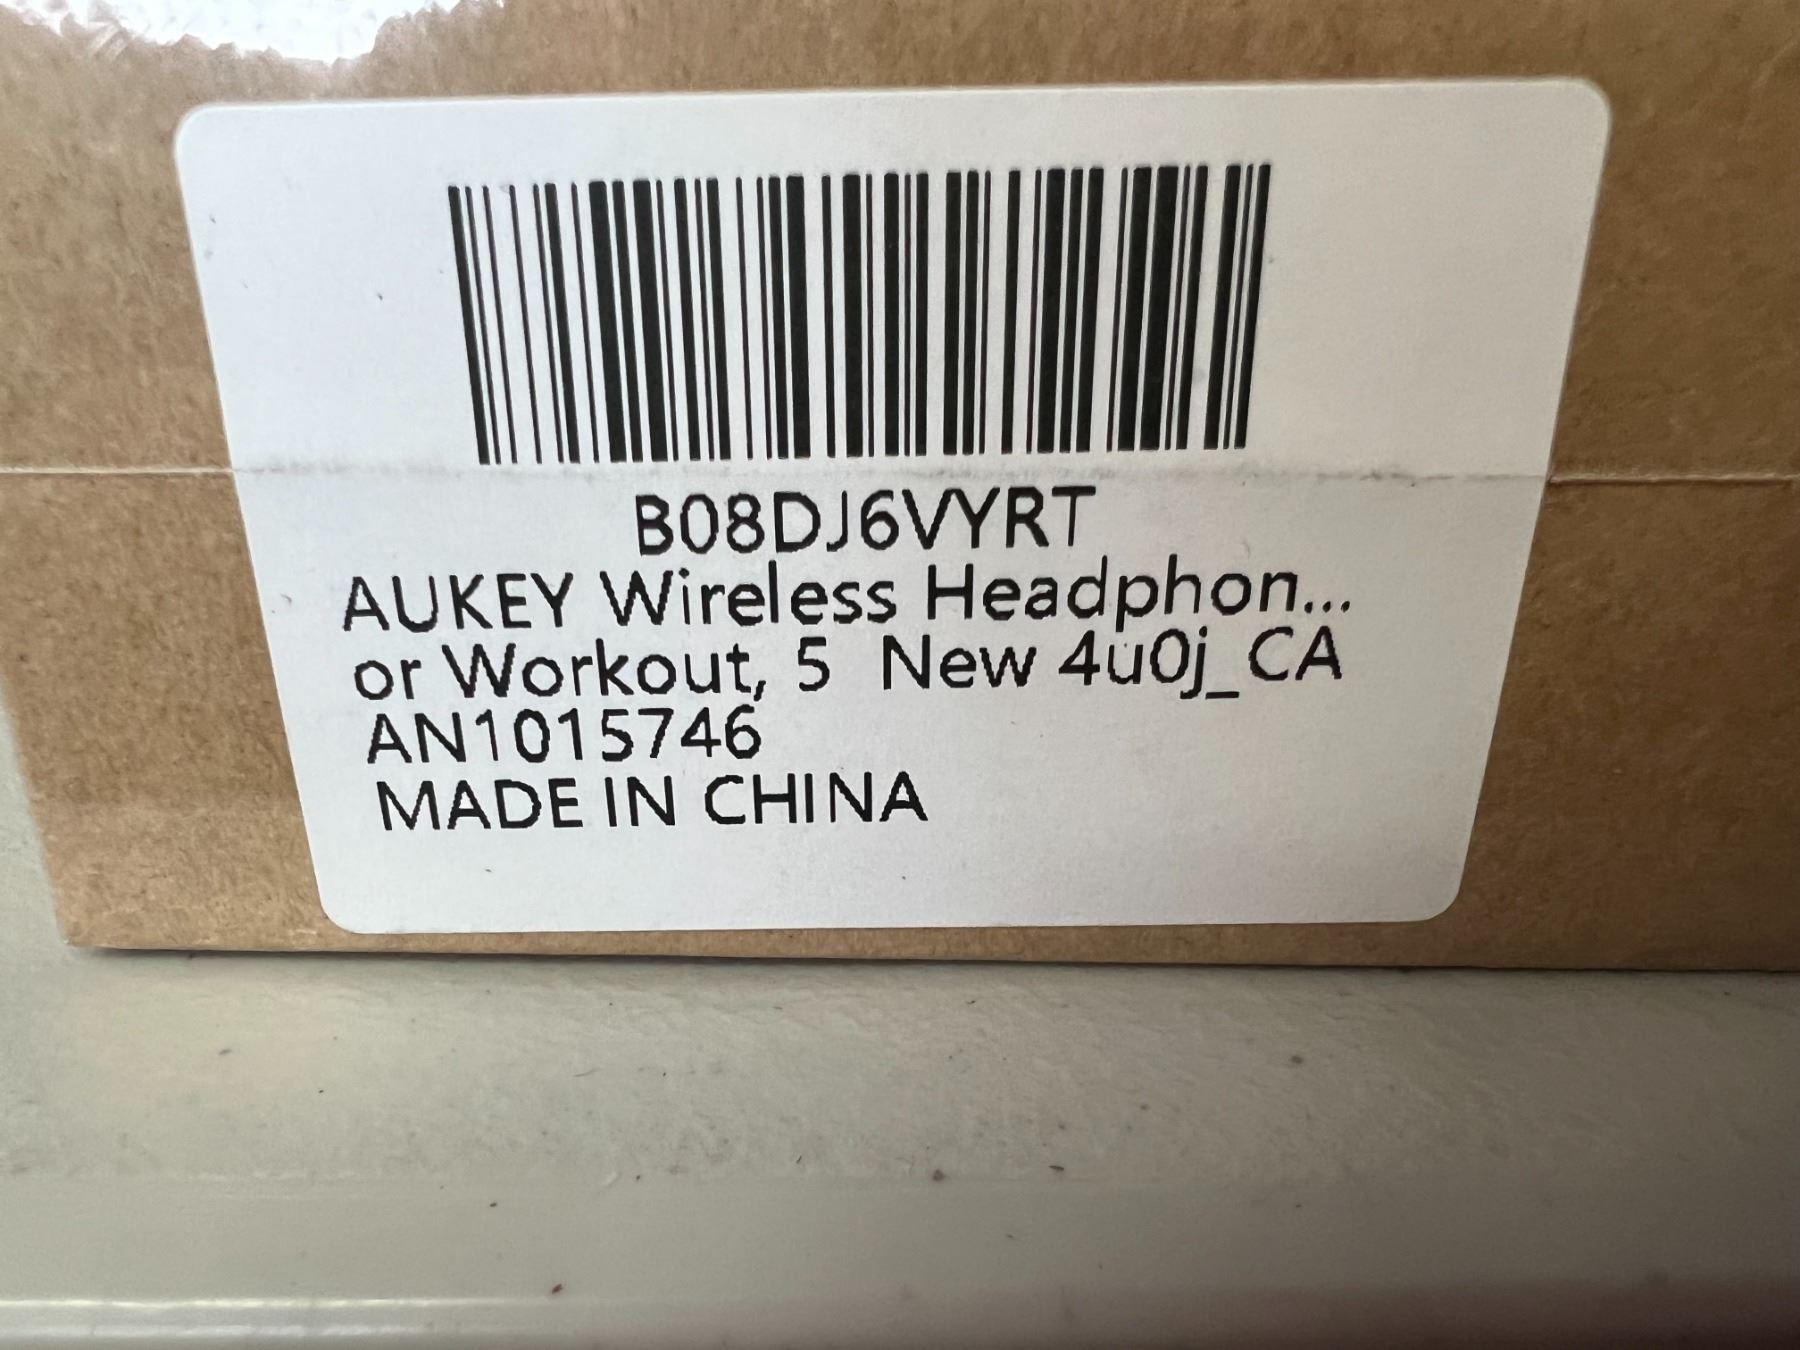 B08DJ6VYRT
AUKEY Wireless Headphon...
or Workout, 5 New 4u0j_CA
AN1015746
MADE IN CHINA